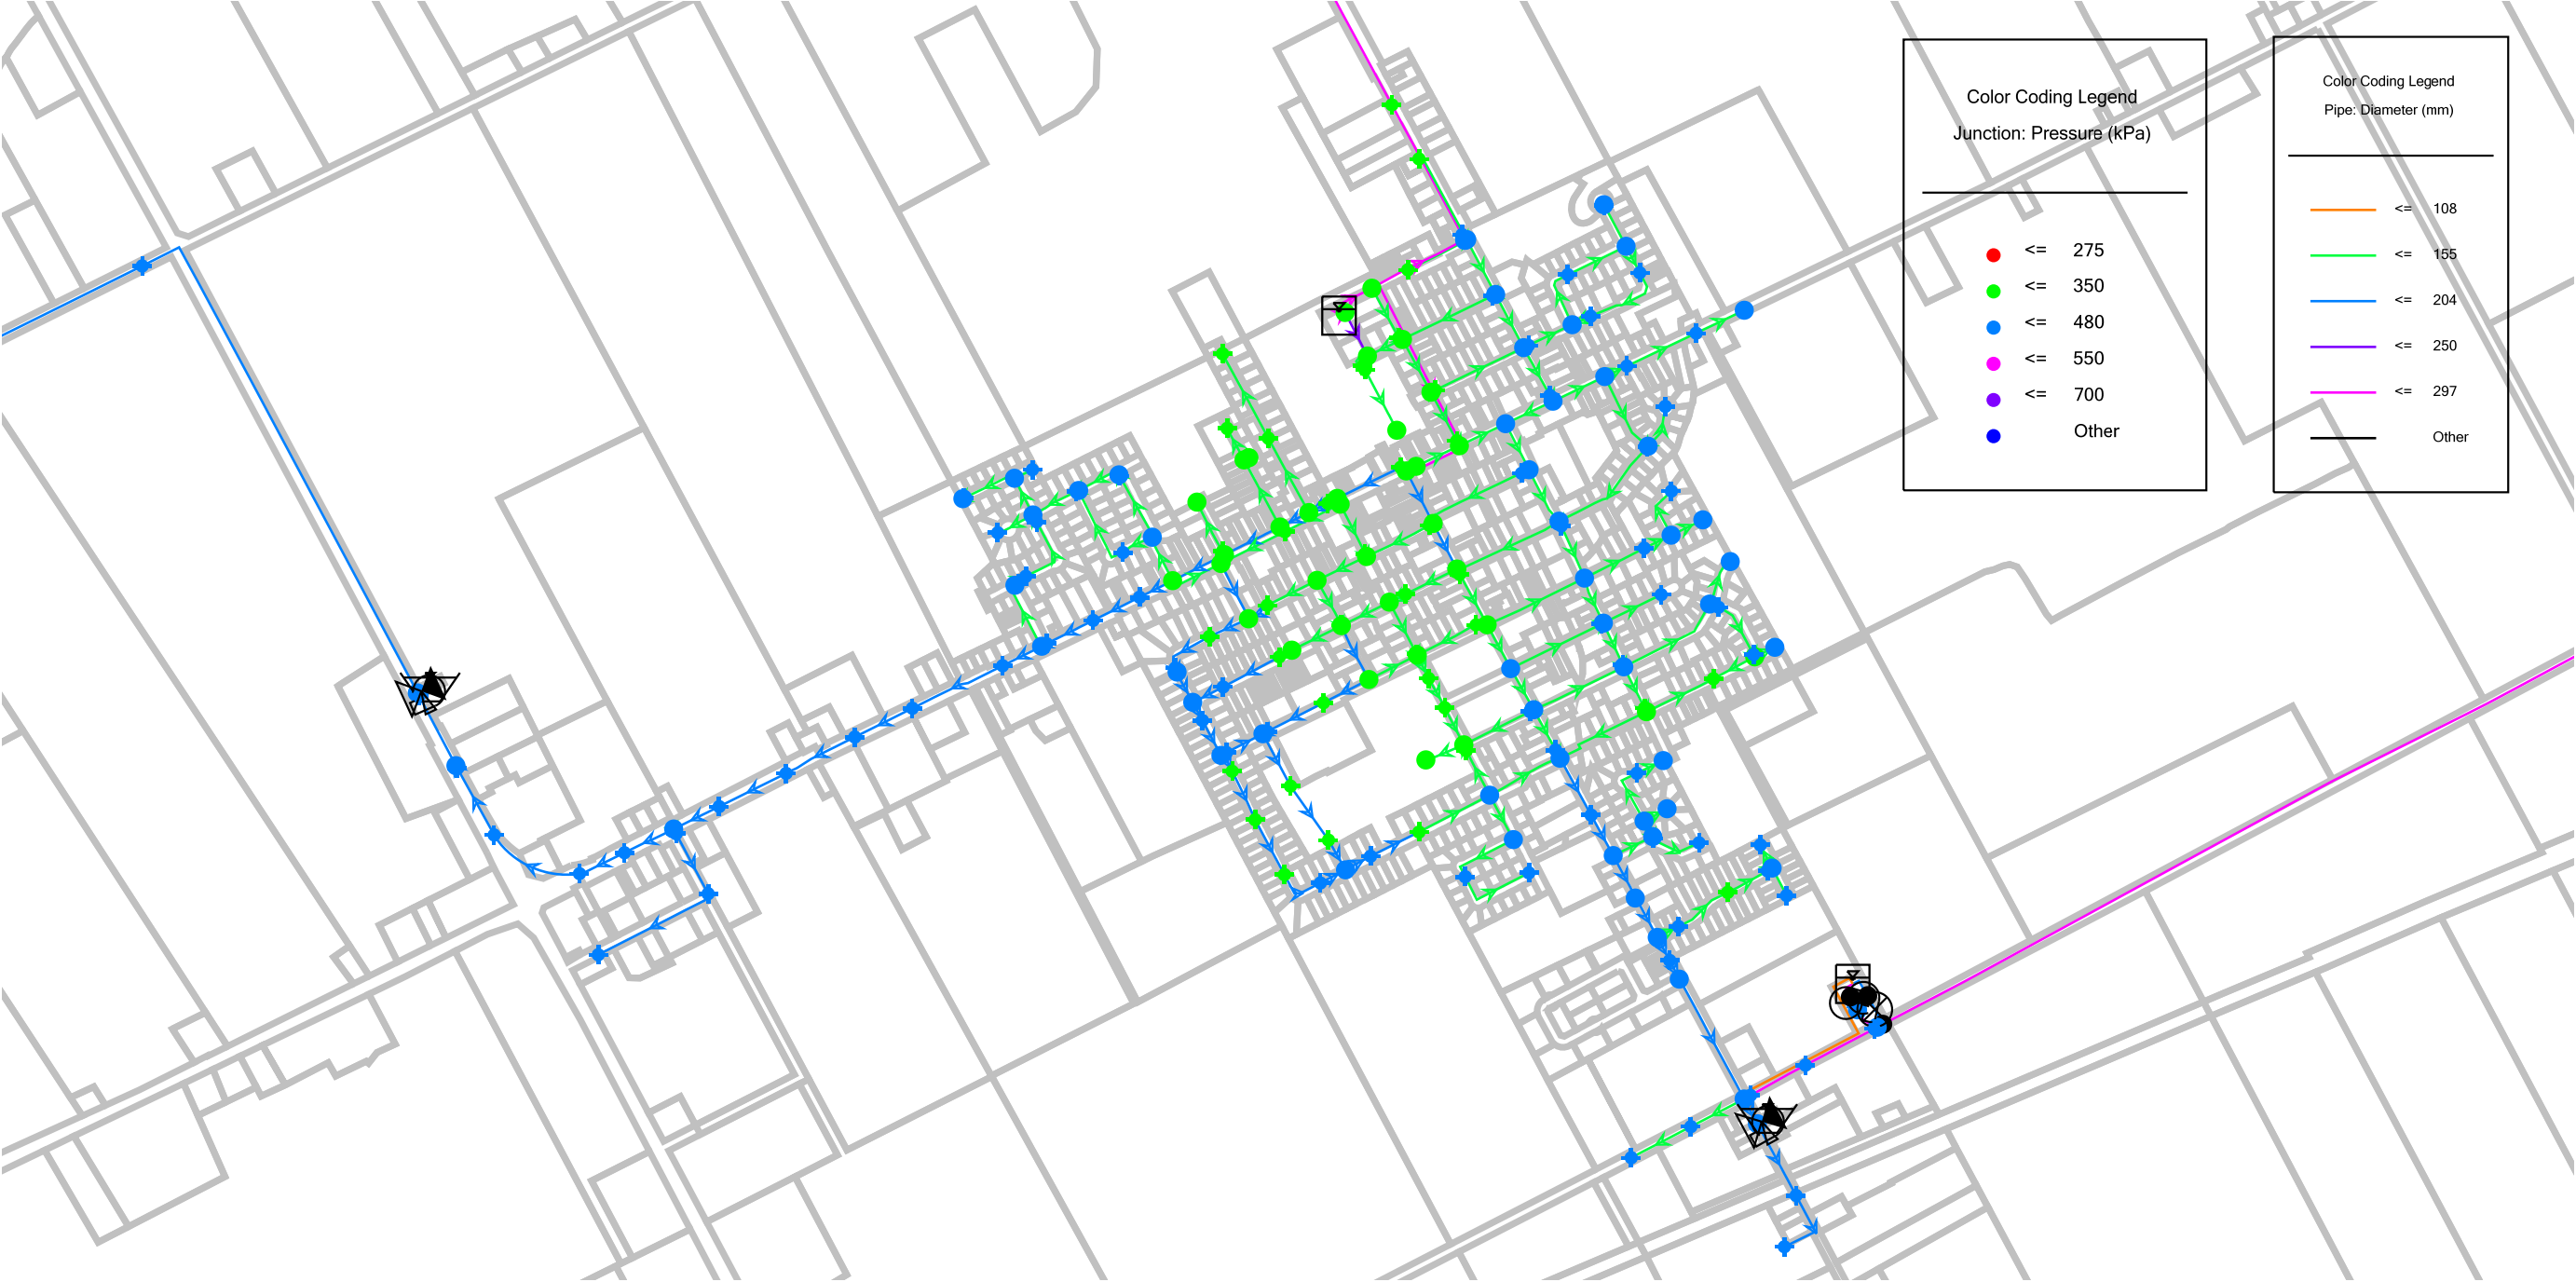 Color Coding Legend
Junction: Pressure (kPa)
<= 275
<= 350
<= 480
<= 550
<= 700
Other
Color Coding Legend
Pipe: Diameter (mm)
<= 108
<= 155
<= 204
<= 250
<= 297
Other